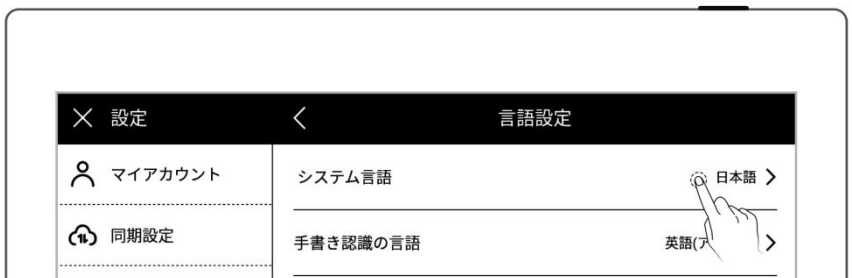 設定
言語設定
マイアカウント
システム言語
日本語
同期設定
手書き認識の言語
英語(ア